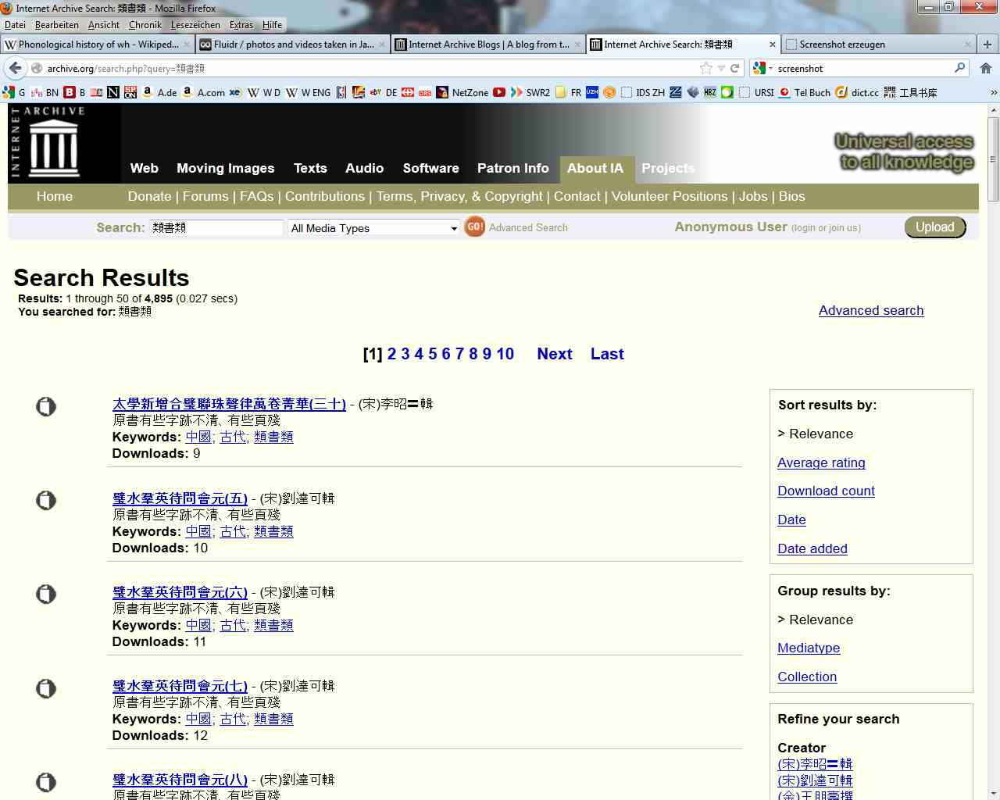 Internet Archive Search: 類書類 - Mozilla Firefox
Datei Bearbeiten Ansicht Chronik Lesezeichen Extras Hilfe
Phonological history of wh - Wikiped... Fluidr / photos and videos taken in Ja... Internet Archive Blogs | A blog from t... Internet Archive Search: 類書類 Screenshot erzeugen
archive.org/search.php?query=類書類 screenshot
G BN B N A.de A.com W D W ENG DE NetZone SWR2 FR UZH IDS ZH HBZ URSI Tel Buch dict.cc 工具书库
INTERNET ARCHIVE
Universal access
to all knowledge
Web Moving Images Texts Audio Software Patron Info About IA Projects
Home Donate | Forums | FAQs | Contributions | Terms, Privacy, & Copyright | Contact | Volunteer Positions | Jobs | Bios
Search: 類書類 All Media Types GO! Advanced Search Anonymous User (login or join us) Upload
Search Results
Results: 1 through 50 of 4,895 (0.027 secs)
You searched for: 類書類
Advanced search
[1] 2 3 4 5 6 7 8 9 10 Next Last
太學新增合璧聯珠聲律萬卷菁華(三十) - (宋)李昭〓輯
原書有些字跡不清、有些頁殘
Keywords: 中國; 古代; 類書類
Downloads: 9
璧水羣英待問會元(五) - (宋)劉達可輯
原書有些字跡不清、有些頁殘
Keywords: 中國; 古代; 類書類
Downloads: 10
璧水羣英待問會元(六) - (宋)劉達可輯
原書有些字跡不清、有些頁殘
Keywords: 中國; 古代; 類書類
Downloads: 11
璧水羣英待問會元(七) - (宋)劉達可輯
原書有些字跡不清、有些頁殘
Keywords: 中國; 古代; 類書類
Downloads: 12
璧水羣英待問會元(八) - (宋)劉達可輯
原書有些字跡不清、有些頁殘
Sort results by:
> Relevance
Average rating
Download count
Date
Date added
Group results by:
> Relevance
Mediatype
Collection
Refine your search
Creator
(宋)李昭〓輯
(宋)劉達可輯
(金)王朋壽撰